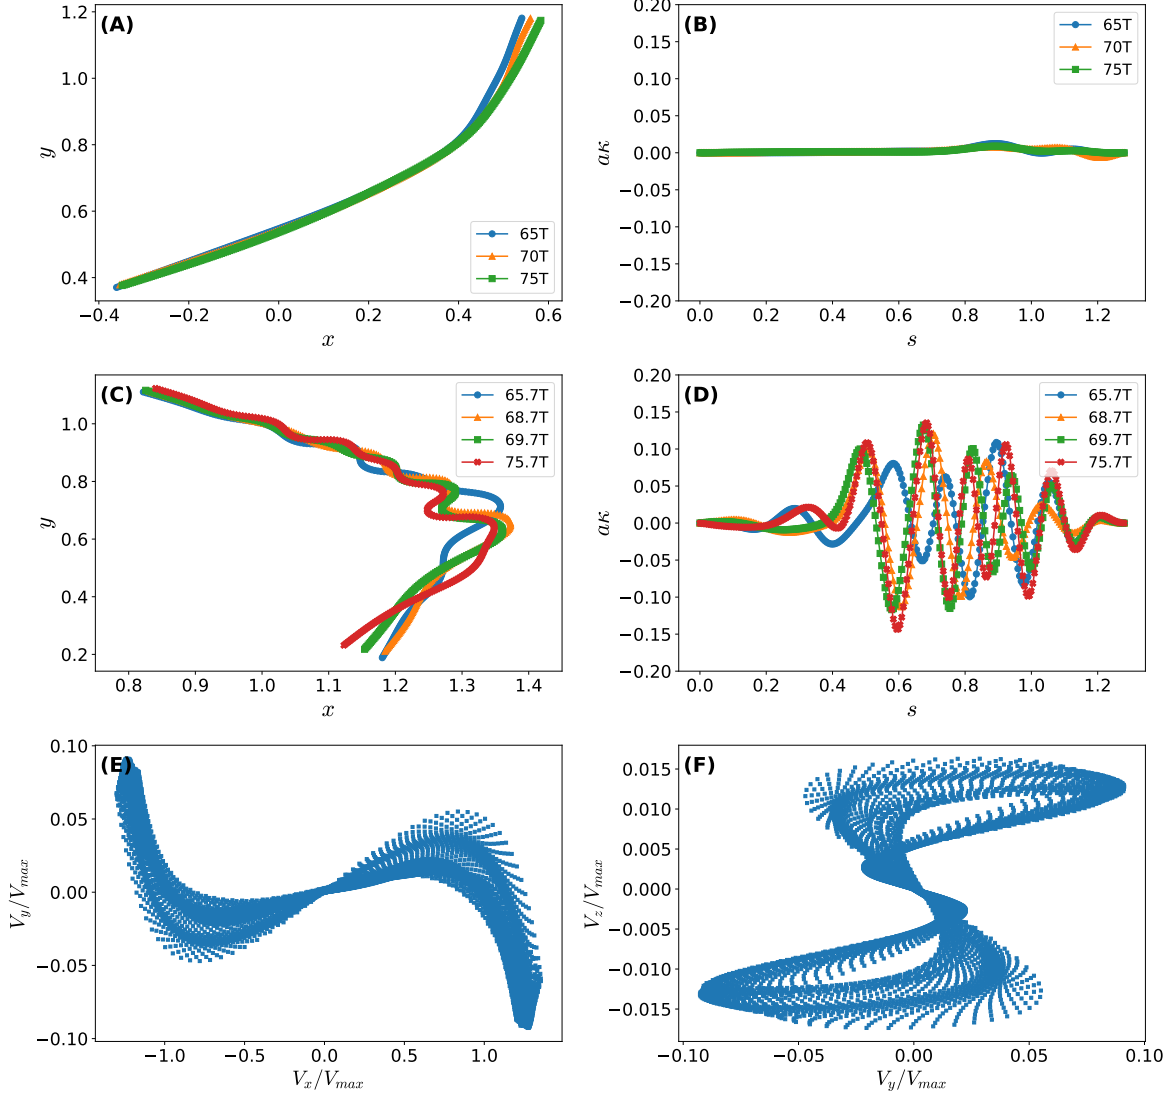 (A)
1.2
1.0
0.8
0.6
0.4
y
65T
70T
75T
−0.4
−0.2
0.0
0.2
0.4
0.6
x
(B)
0.20
0.15
0.10
0.05
0.00
−0.05
−0.10
−0.15
−0.20
aκ
65T
70T
75T
0.0
0.2
0.4
0.6
0.8
1.0
1.2
s
(C)
1.0
0.8
0.6
0.4
0.2
y
65.7T
68.7T
69.7T
75.7T
0.8
0.9
1.0
1.1
1.2
1.3
1.4
x
(D)
0.20
0.15
0.10
0.05
0.00
−0.05
−0.10
−0.15
−0.20
aκ
65.7T
68.7T
69.7T
75.7T
0.0
0.2
0.4
0.6
0.8
1.0
1.2
s
(E)
0.10
0.05
0.00
−0.05
−0.10
V_y/V_max
−1.0
−0.5
0.0
0.5
1.0
V_x/V_max
(F)
0.015
0.010
0.005
0.000
−0.005
−0.010
−0.015
V_z/V_max
−0.10
−0.05
0.00
0.05
0.10
V_y/V_max